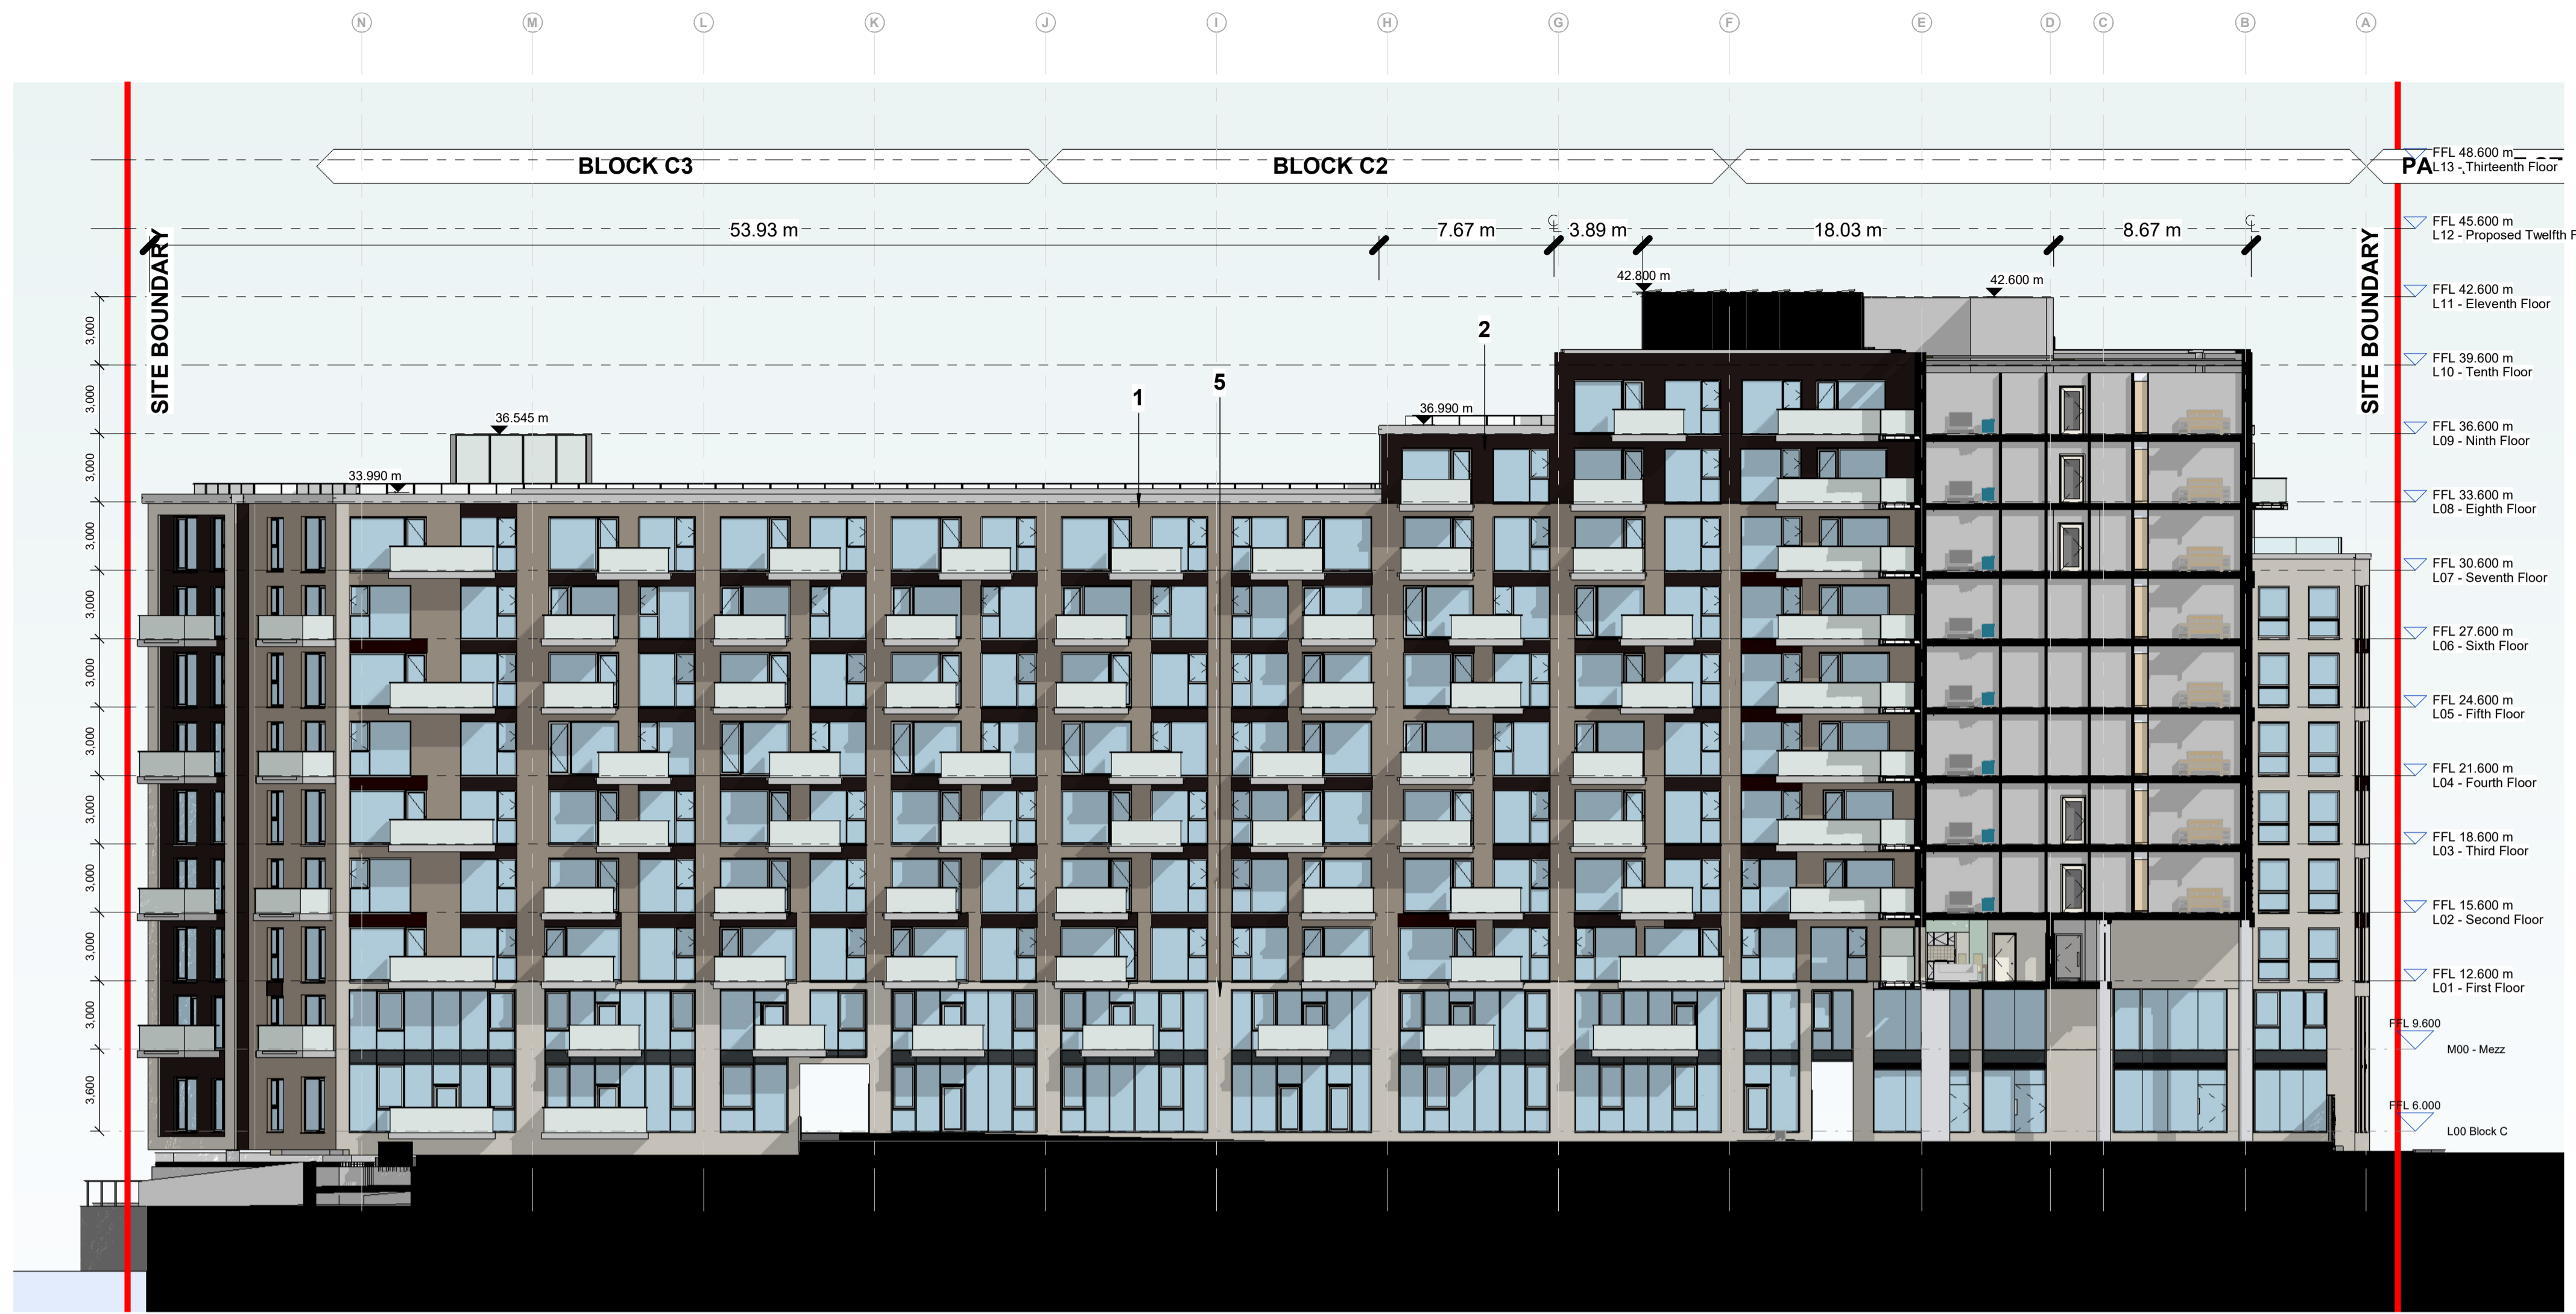 N M L K J I H G F E D C B A
BLOCK C3
BLOCK C2
PA
FFL 48.600 m
L13 - Thirteenth Floor
FFL 45.600 m
L12 - Proposed Twelfth F
53.93 m
7.67 m
3.89 m
18.03 m
8.67 m
SITE BOUNDARY
SITE BOUNDARY
42.800 m
42.600 m
36.990 m
36.545 m
33.990 m
1
5
2
FFL 42.600 m
L11 - Eleventh Floor
FFL 39.600 m
L10 - Tenth Floor
FFL 36.600 m
L09 - Ninth Floor
FFL 33.600 m
L08 - Eighth Floor
FFL 30.600 m
L07 - Seventh Floor
FFL 27.600 m
L06 - Sixth Floor
FFL 24.600 m
L05 - Fifth Floor
FFL 21.600 m
L04 - Fourth Floor
FFL 18.600 m
L03 - Third Floor
FFL 15.600 m
L02 - Second Floor
FFL 12.600 m
L01 - First Floor
FFL 9.600
M00 - Mezz
FFL 6.000
L00 Block C
3,000
3,000
3,000
3,000
3,000
3,000
3,000
3,000
3,000
3,000
3,000
3,600